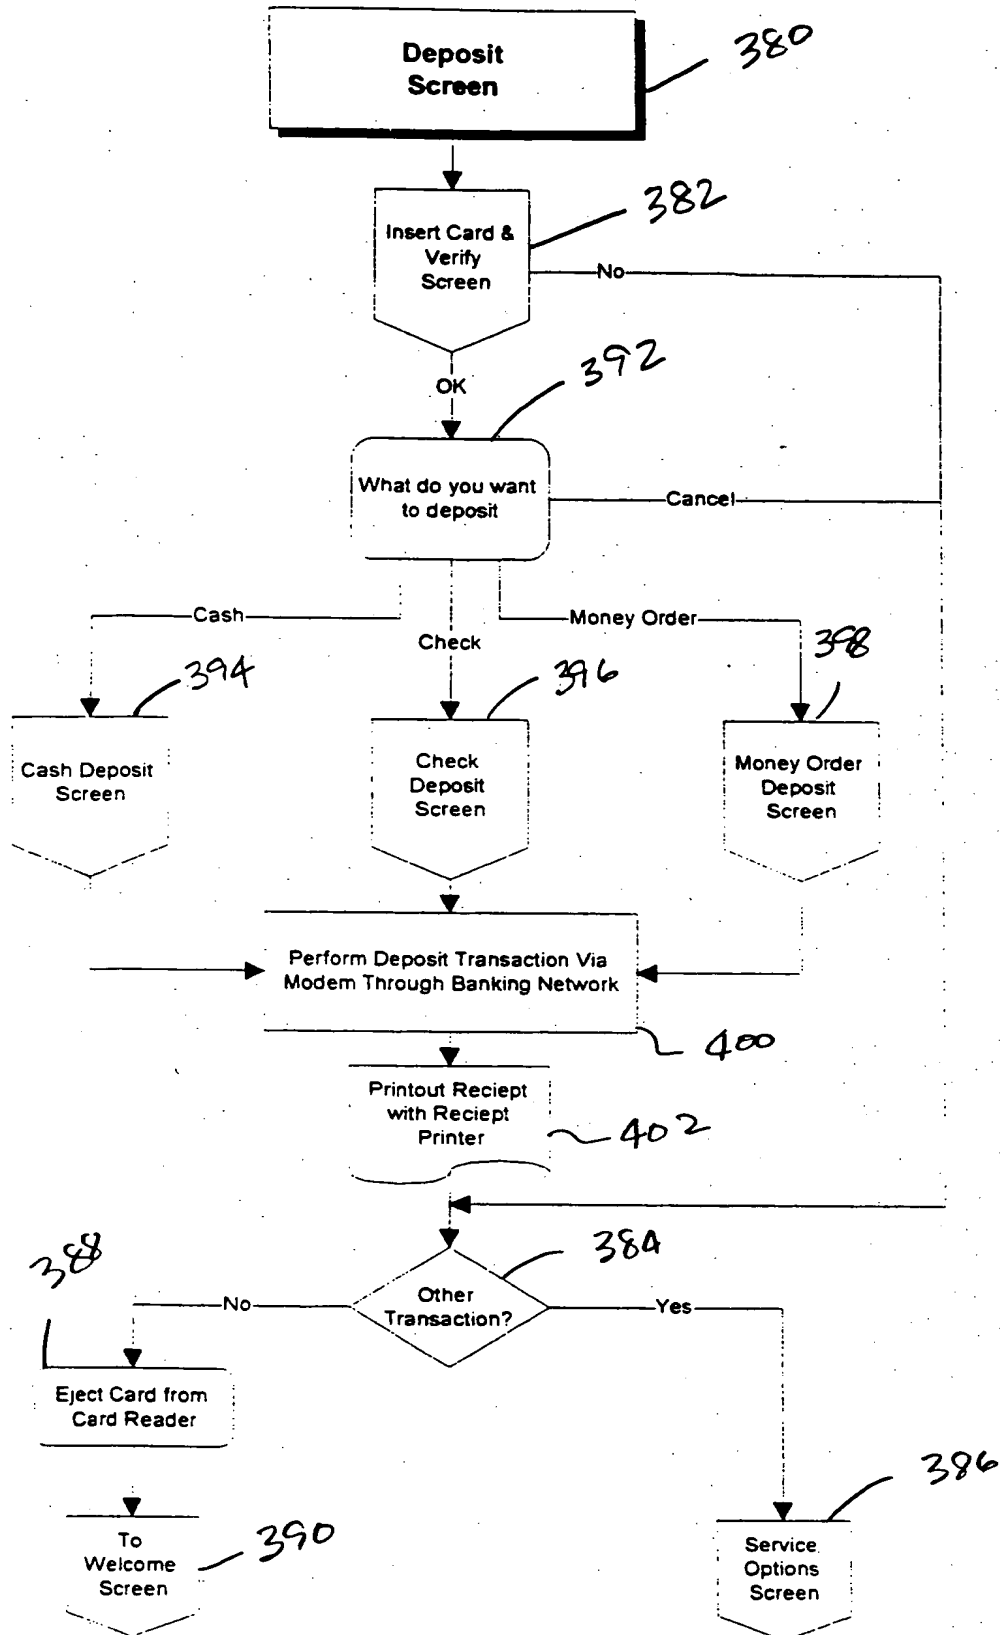 Deposit
Screen
380
Insert Card &
Verify
Screen
382
No
OK
392
What do you want
to deposit
Cancel
Cash
Check
Money Order
394
396
398
Cash Deposit
Screen
Check
Deposit
Screen
Money Order
Deposit
Screen
Perform Deposit Transaction Via
Modem Through Banking Network
400
Printout Reciept
with Reciept
Printer
402
384
388
Other
Transaction?
No
Yes
Eject Card from
Card Reader
386
To
Welcome
Screen
390
Service
Options
Screen